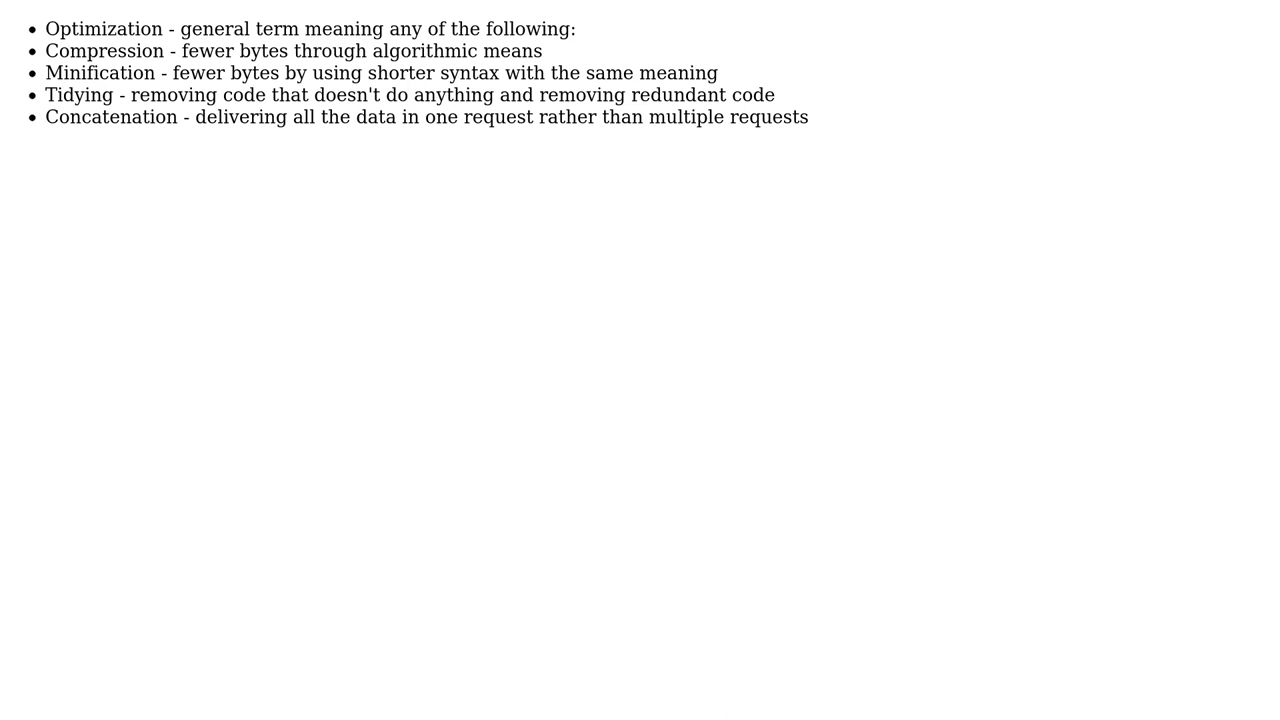 • Optimization - general term meaning any of the following:
• Compression - fewer bytes through algorithmic means
• Minification - fewer bytes by using shorter syntax with the same meaning
• Tidying - removing code that doesn't do anything and removing redundant code
• Concatenation - delivering all the data in one request rather than multiple requests